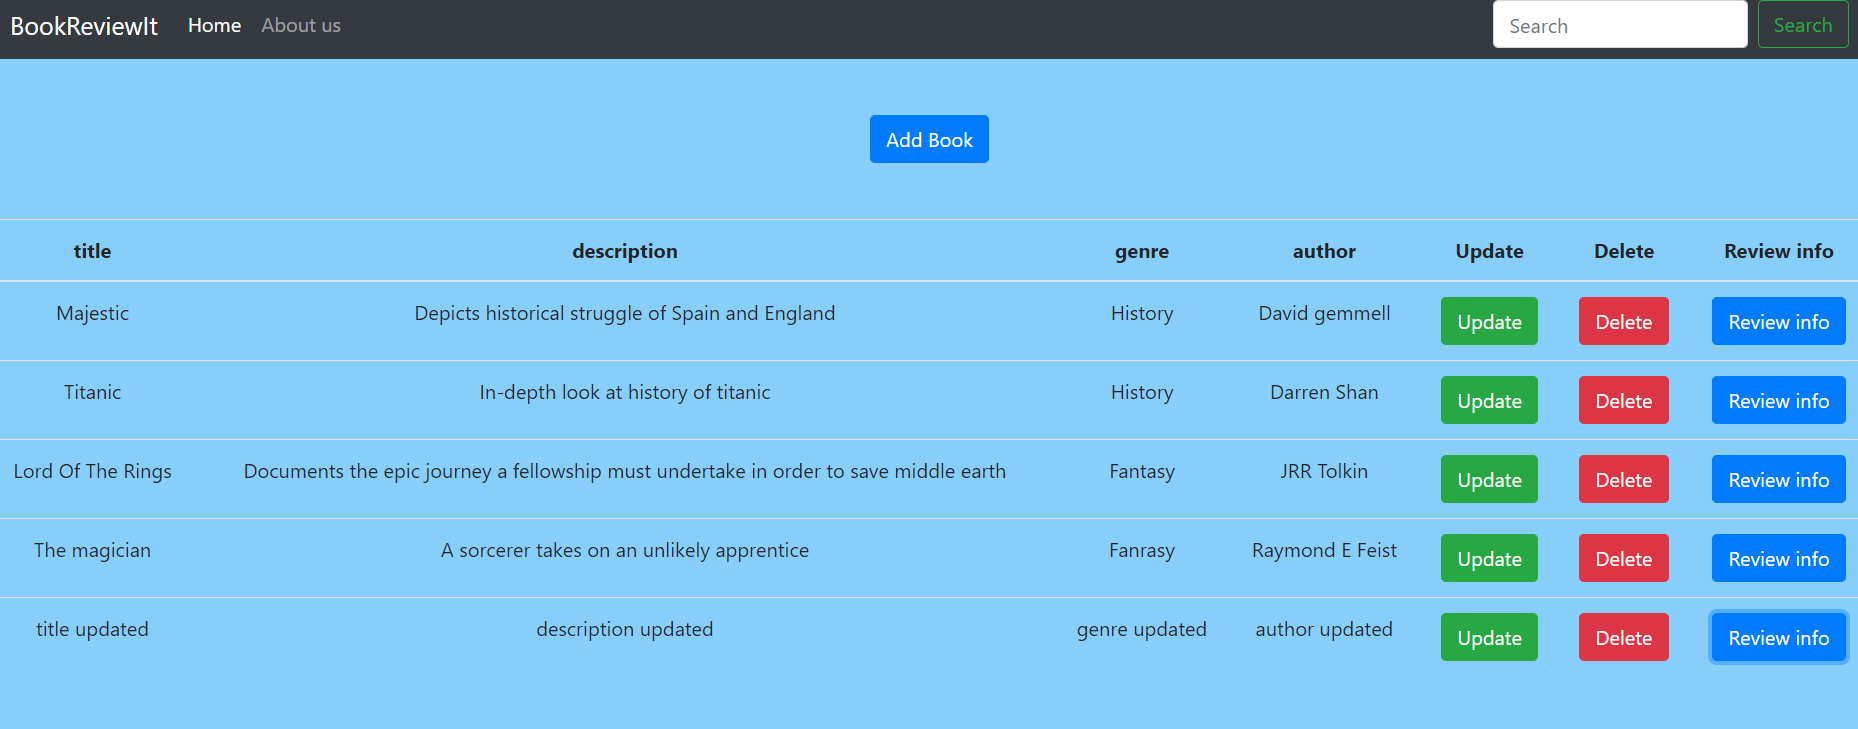 BookReviewIt Home About us Search Search
Add Book
title description genre author Update Delete Review info
Majestic Depicts historical struggle of Spain and England History David gemmell Update Delete Review info
Titanic In-depth look at history of titanic History Darren Shan Update Delete Review info
Lord Of The Rings Documents the epic journey a fellowship must undertake in order to save middle earth Fantasy JRR Tolkin Update Delete Review info
The magician A sorcerer takes on an unlikely apprentice Fanrasy Raymond E Feist Update Delete Review info
title updated description updated genre updated author updated Update Delete Review info